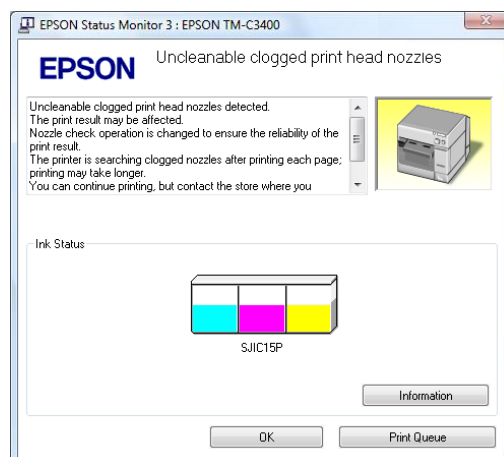 EPSON Status Monitor 3 : EPSON TM-C3400
EPSON
Uncleanable clogged print head nozzles
Uncleanable clogged print head nozzles detected.
The print result may be affected.
Nozzle check operation is changed to ensure the reliability of the
print result.
The printer is searching clogged nozzles after printing each page;
printing may take longer.
You can continue printing, but contact the store where you
Ink Status
SJIC15P
Information
OK
Print Queue